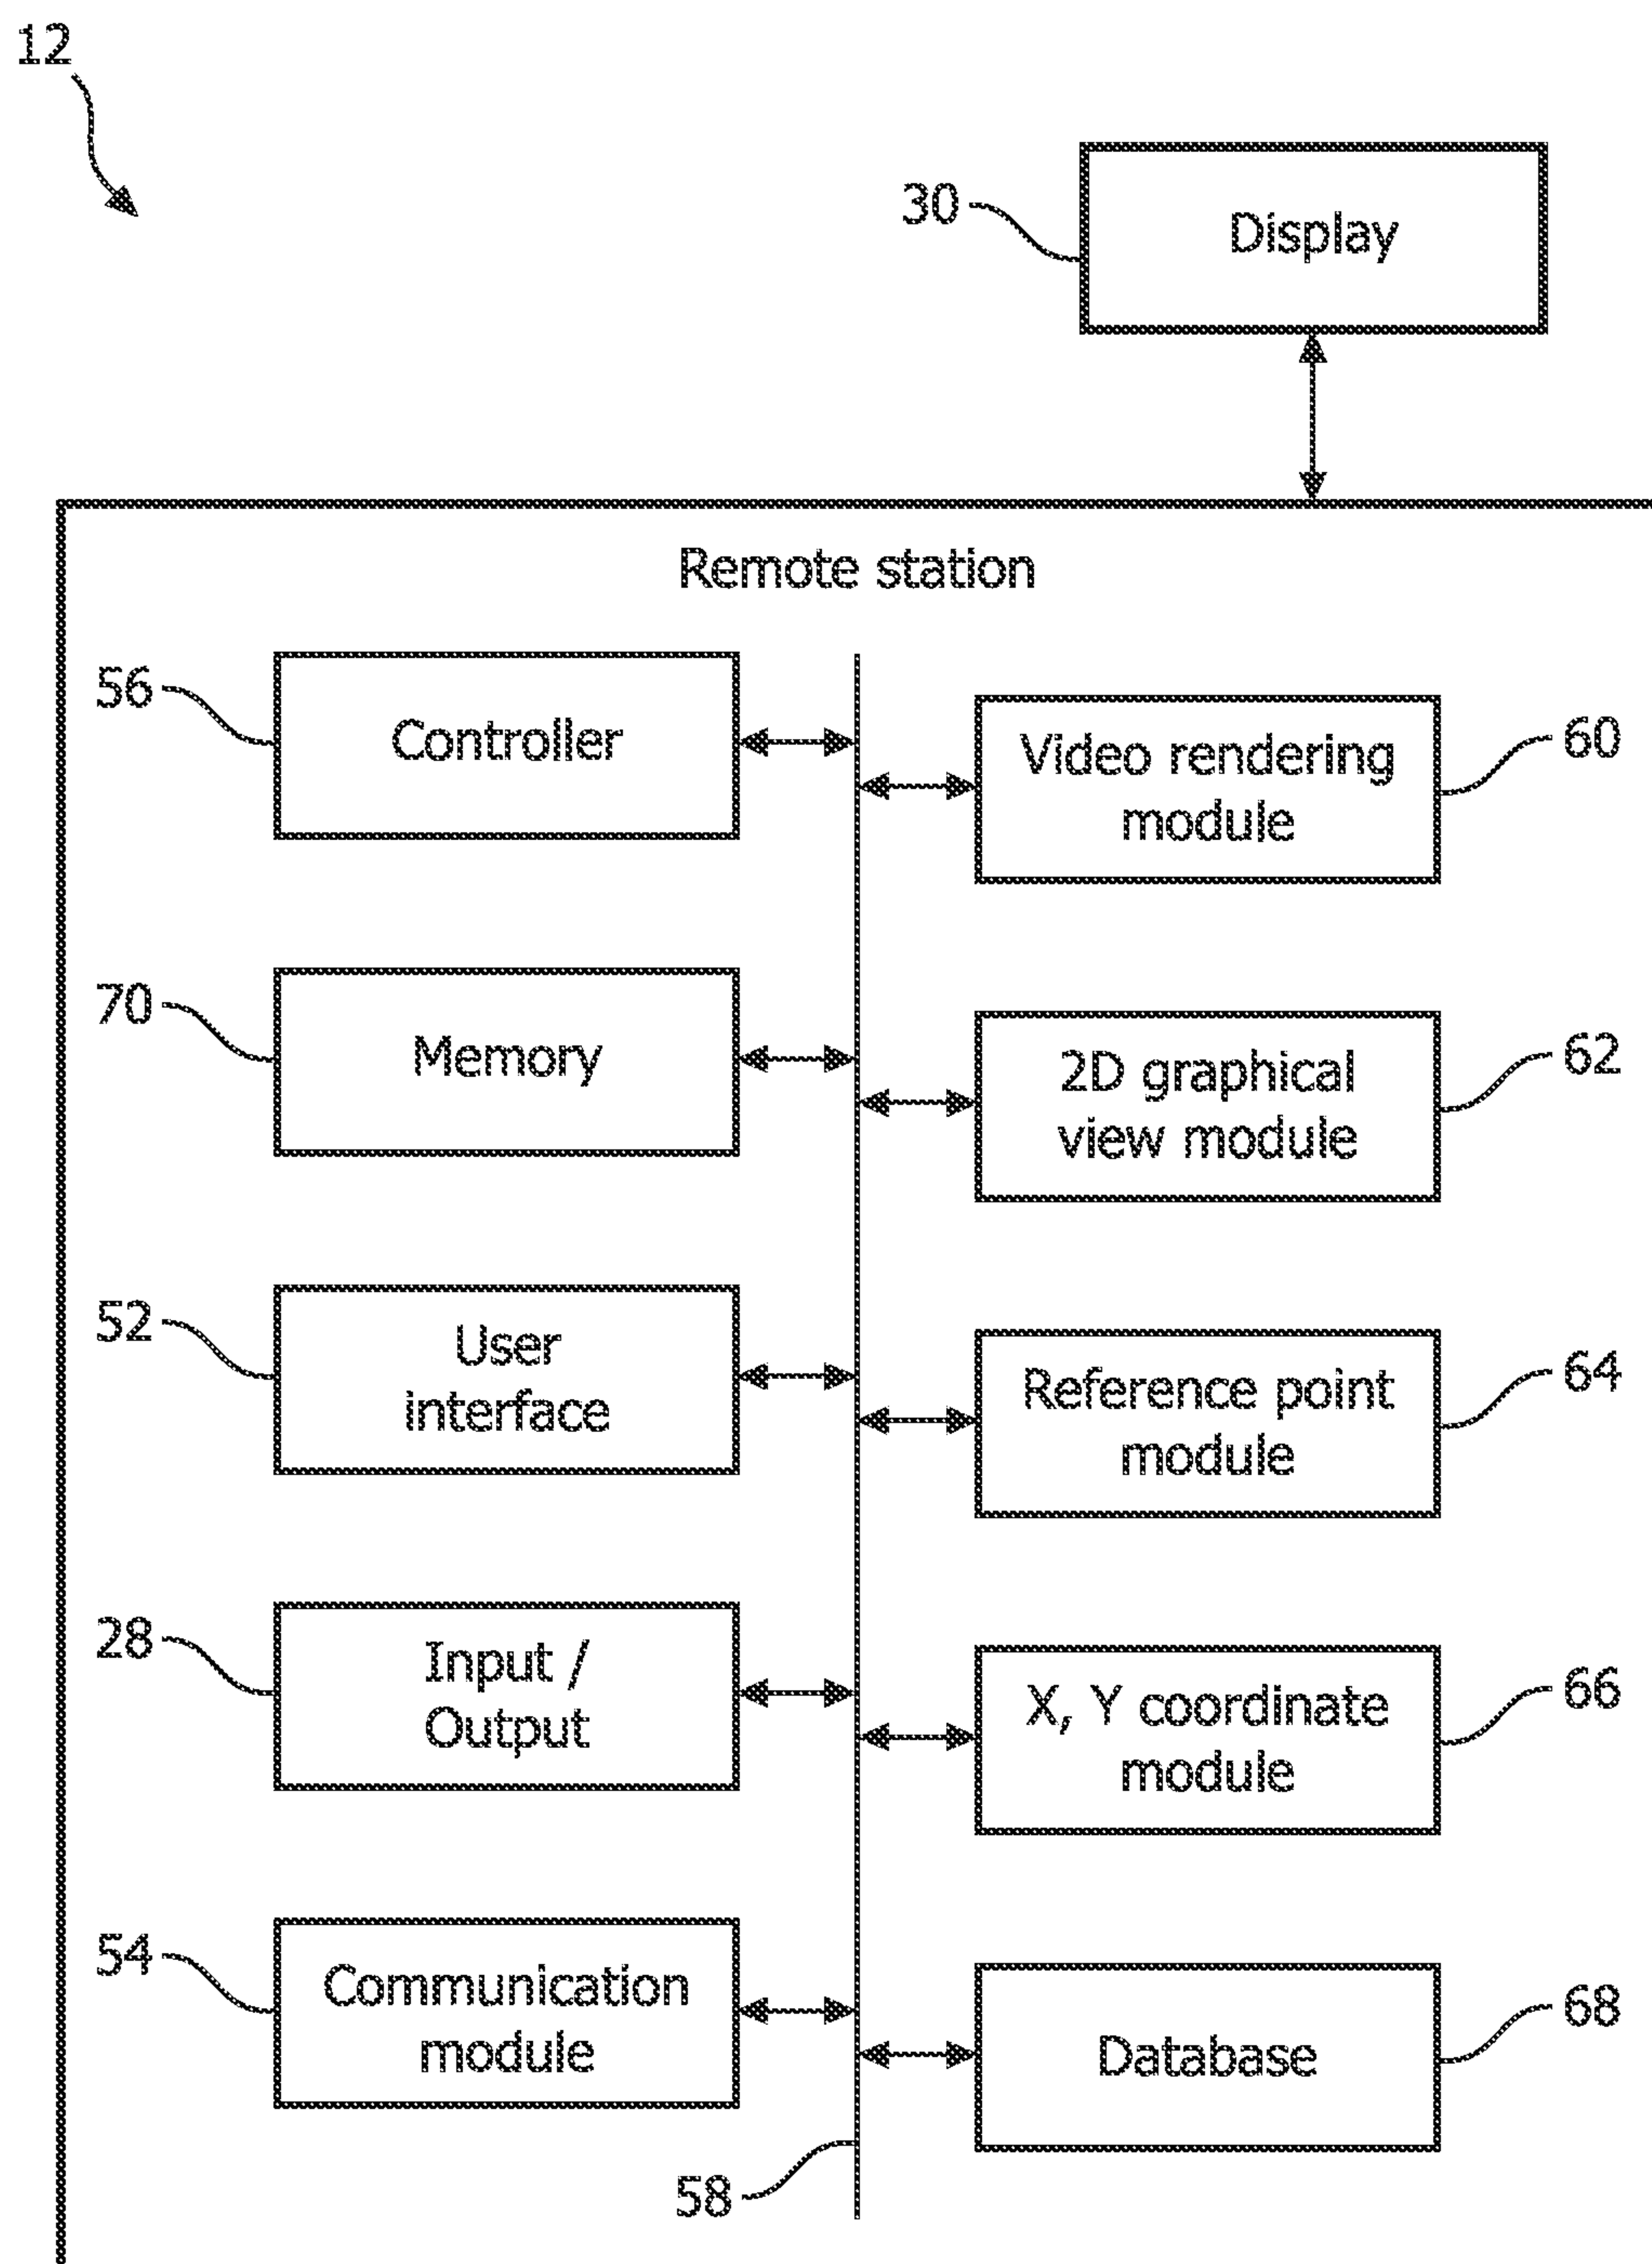 12
30
Display
Remote station
56
Controller
Video rendering
module
60
70
Memory
2D graphical
view module
62
52
User
interface
Reference point
module
64
28
Input /
Output
X, Y coordinate
module
66
54
Communication
module
Database
68
58